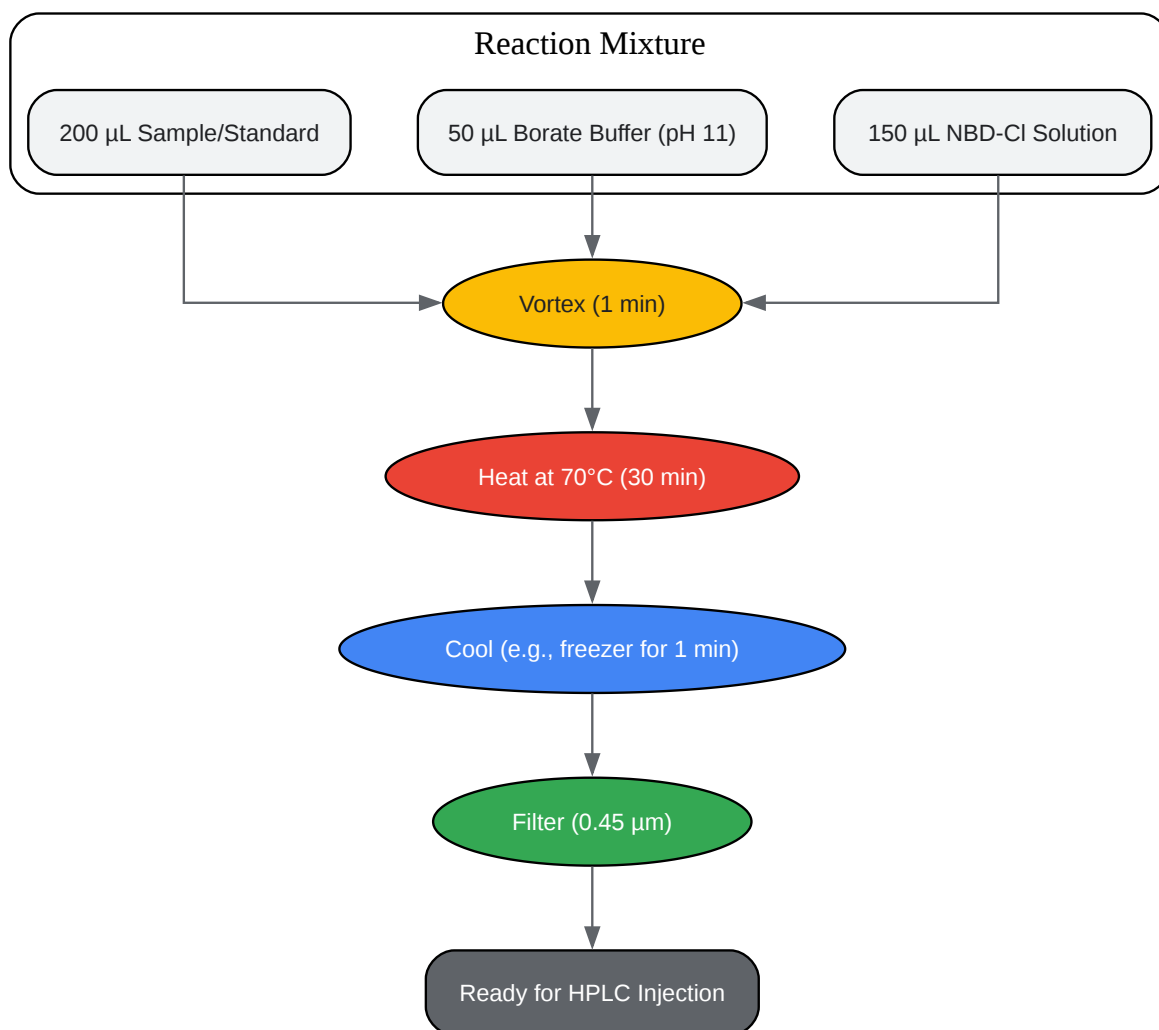 Reaction Mixture
200 µL Sample/Standard
50 µL Borate Buffer (pH 11)
150 µL NBD-Cl Solution
Vortex (1 min)
Heat at 70°C (30 min)
Cool (e.g., freezer for 1 min)
Filter (0.45 µm)
Ready for HPLC Injection